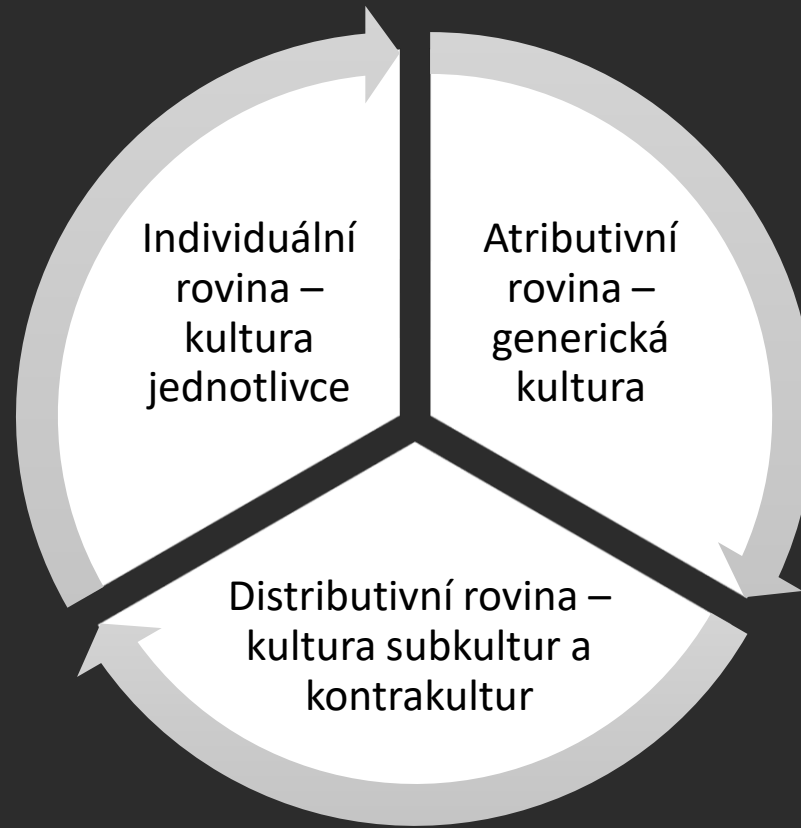 Individuální
rovina –
kultura
jednotlivce
Atributivní
rovina –
generická
kultura
Distributivní rovina –
kultura subkultur a
kontrakultur